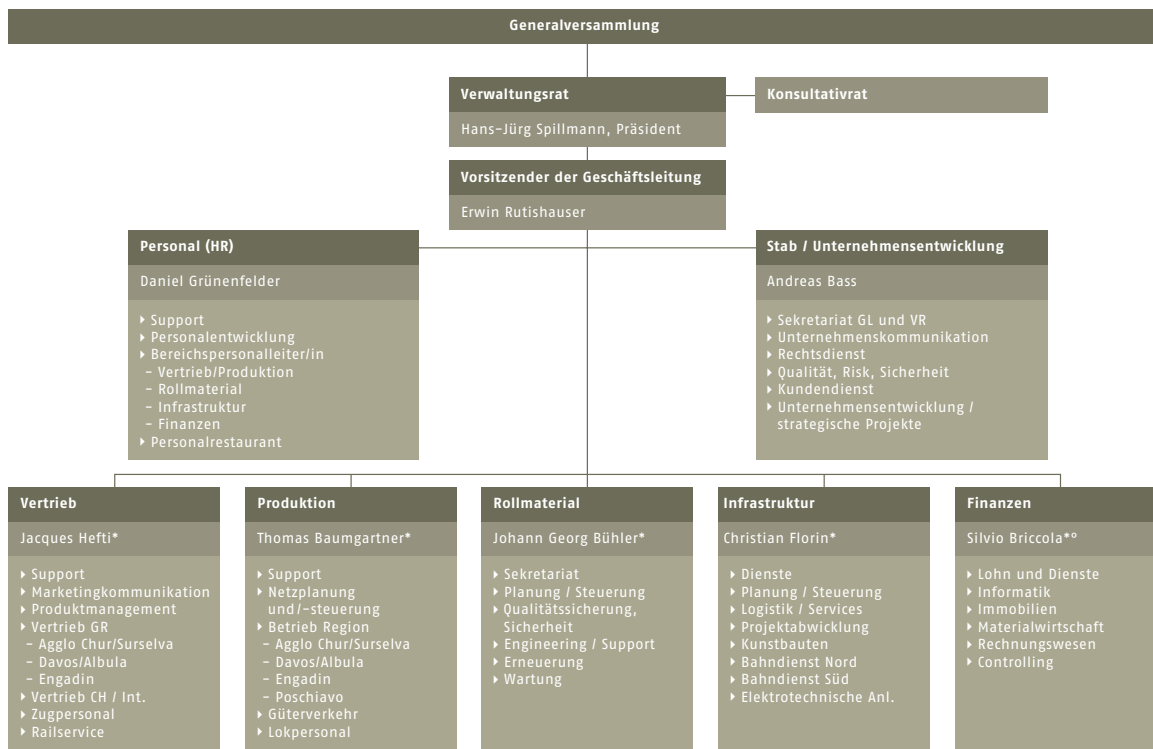 Generalversammlung
Verwaltungsrat
Hans-Jürg Spillmann, Präsident
Konsultativrat
Vorsitzender der Geschäftsleitung
Erwin Rutishauser
Personal (HR)
Daniel Grünenfelder
‣ Support
‣ Personalentwicklung
‣ Bereichspersonalleiter/in
– Vertrieb/Produktion
– Rollmaterial
– Infrastruktur
– Finanzen
‣ Personalrestaurant
Stab / Unternehmensentwicklung
Andreas Bass
‣ Sekretariat GL und VR
‣ Unternehmenskommunikation
‣ Rechtsdienst
‣ Qualität, Risk, Sicherheit
‣ Kundendienst
‣ Unternehmensentwicklung /
strategische Projekte
Vertrieb
Jacques Hefti*
‣ Support
‣ Marketingkommunikation
‣ Produktmanagement
‣ Vertrieb GR
– Agglo Chur/Surselva
– Davos/Albula
– Engadin
‣ Vertrieb CH / Int.
‣ Zugpersonal
‣ Railservice
Produktion
Thomas Baumgartner*
‣ Support
‣ Netzplanung
und/-steuerung
‣ Betrieb Region
– Agglo Chur/Surselva
– Davos/Albula
– Engadin
– Poschiavo
‣ Güterverkehr
‣ Lokpersonal
Rollmaterial
Johann Georg Bühler*
‣ Sekretariat
‣ Planung / Steuerung
‣ Qualitätssicherung,
Sicherheit
‣ Engineering / Support
‣ Erneuerung
‣ Wartung
Infrastruktur
Christian Florin*
‣ Dienste
‣ Planung / Steuerung
‣ Logistik / Services
‣ Projektabwicklung
‣ Kunstbauten
‣ Bahndienst Nord
‣ Bahndienst Süd
‣ Elektrotechnische Anl.
Finanzen
Silvio Briccola*°
‣ Lohn und Dienste
‣ Informatik
‣ Immobilien
‣ Materialwirtschaft
‣ Rechnungswesen
‣ Controlling